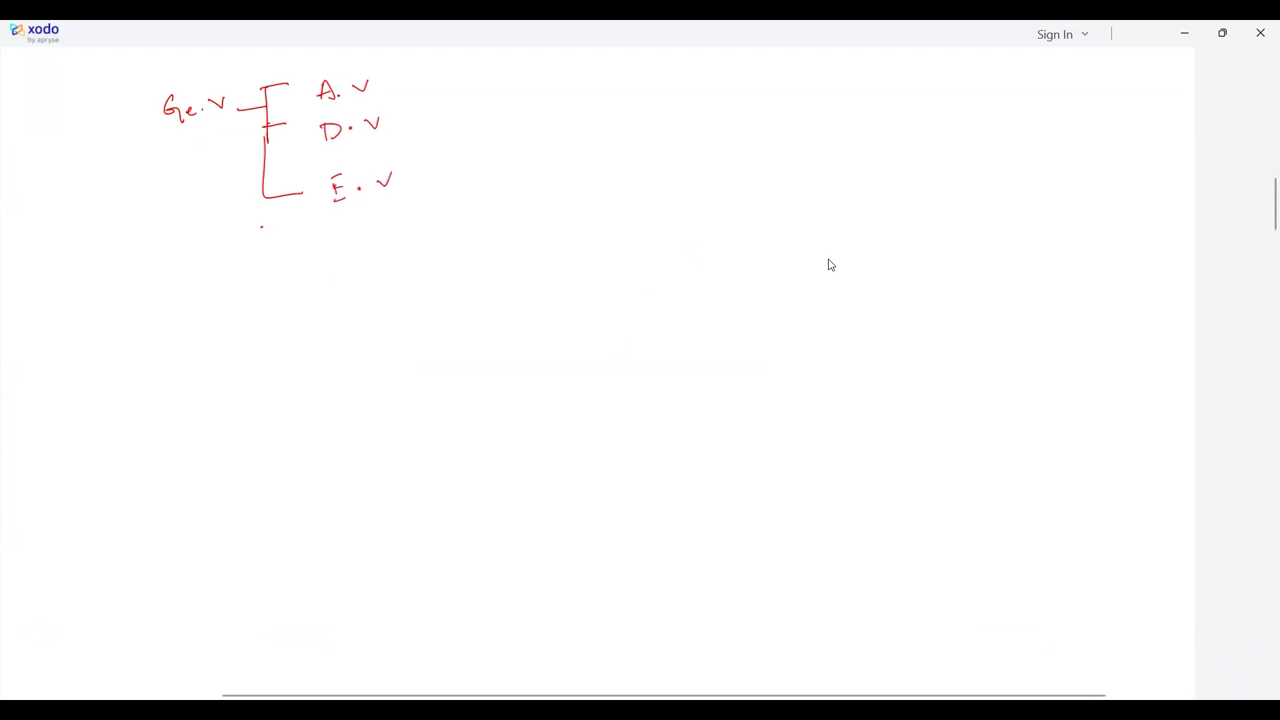 xodo
by apryse
Sign In
Ge. V
A. V
D. V
E. V